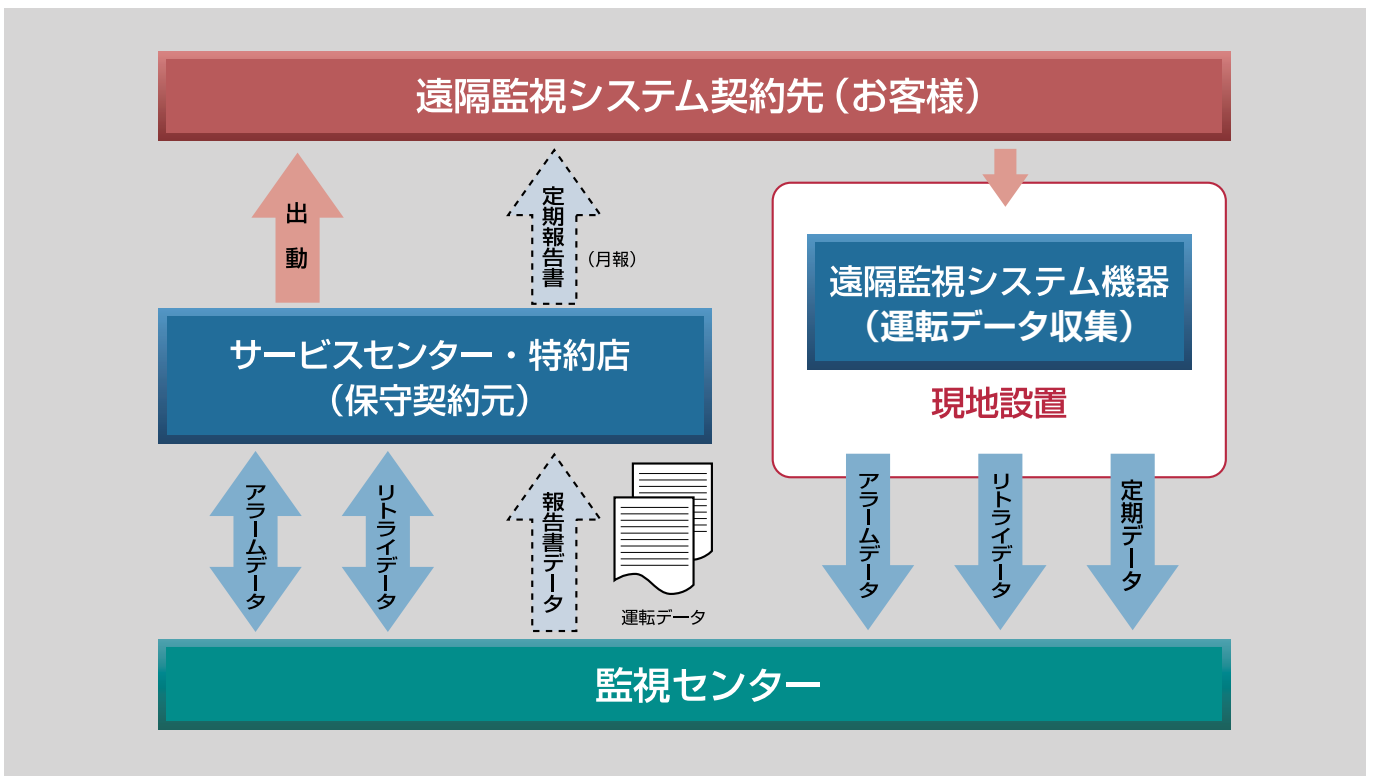 遠隔監視システム契約先（お客様）
出動
定期報告書
（月報）
遠隔監視システム機器
（運転データ収集）
現地設置
サービスセンター・特約店
（保守契約元）
アラームデータ
リトライデータ
報告書データ
運転データ
アラームデータ
リトライデータ
定期データ
監視センター